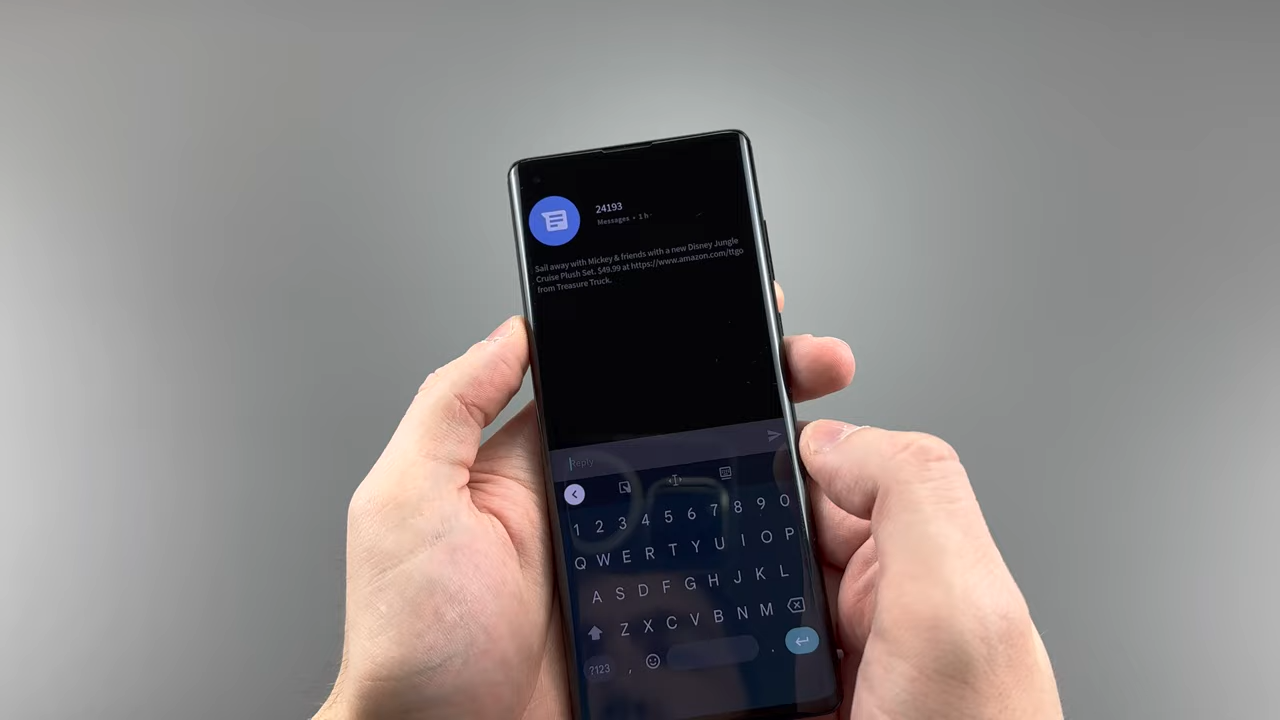 24193
Messages • 1 h
Sail away with Mickey & friends with a new Disney Jungle
Cruise Plush Set. $49.99 at https://www.amazon.com/ttgo
from Treasure Truck.
Reply
1 2 3 4 5 6 7 8 9 0
Q W E R T Y U I O P
A S D F G H J K L
Z X C V B N M
?123 , .